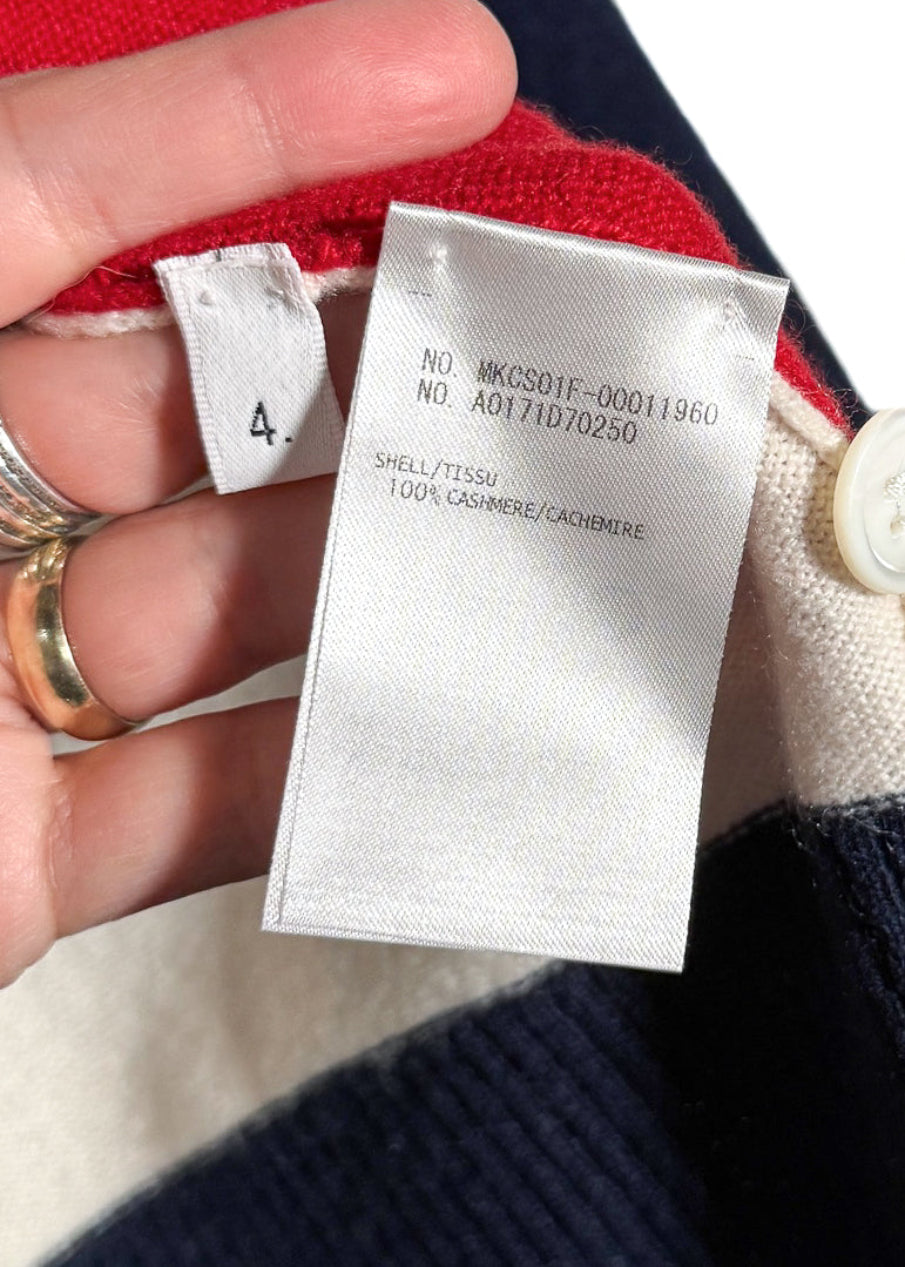 4.
NO. MKCS01F-00011960
NO. A0171D70250
SHELL/TISSU
100% CASHMERE/CACHEMIRE